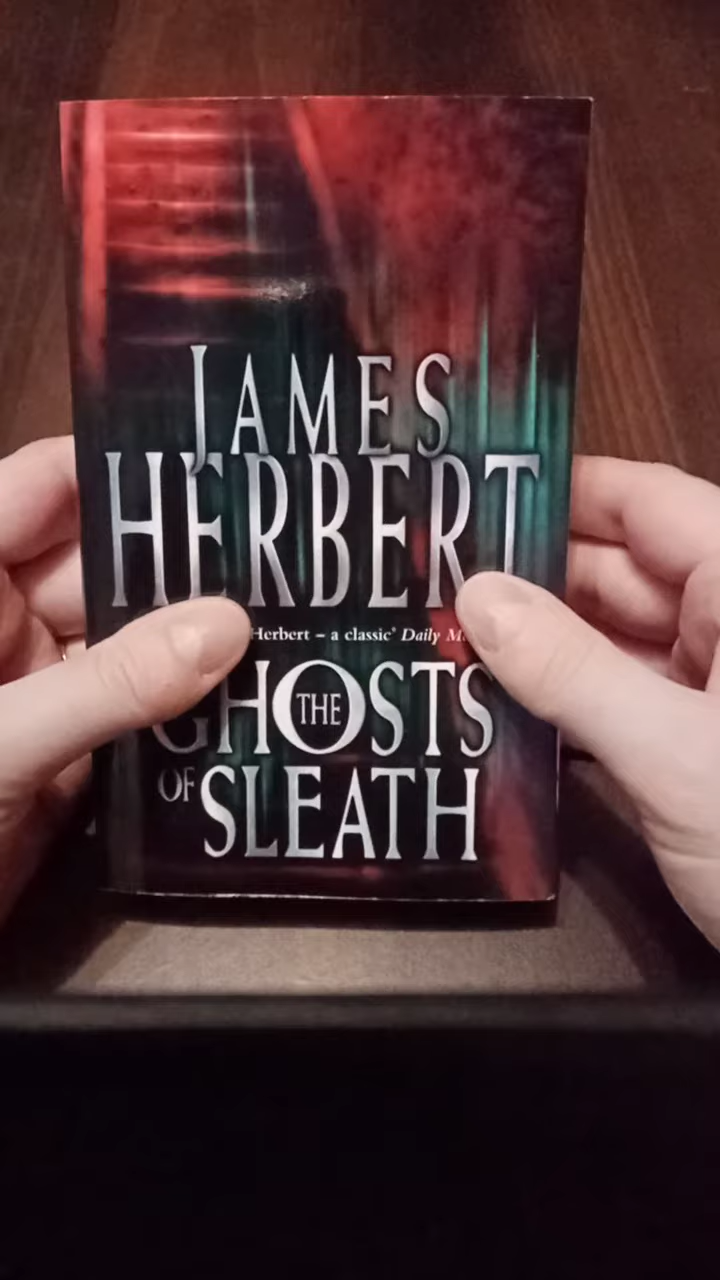 JAMES
HERBERT
Herbert – a classic' Daily M
THE
GHOSTS
OF SLEATH